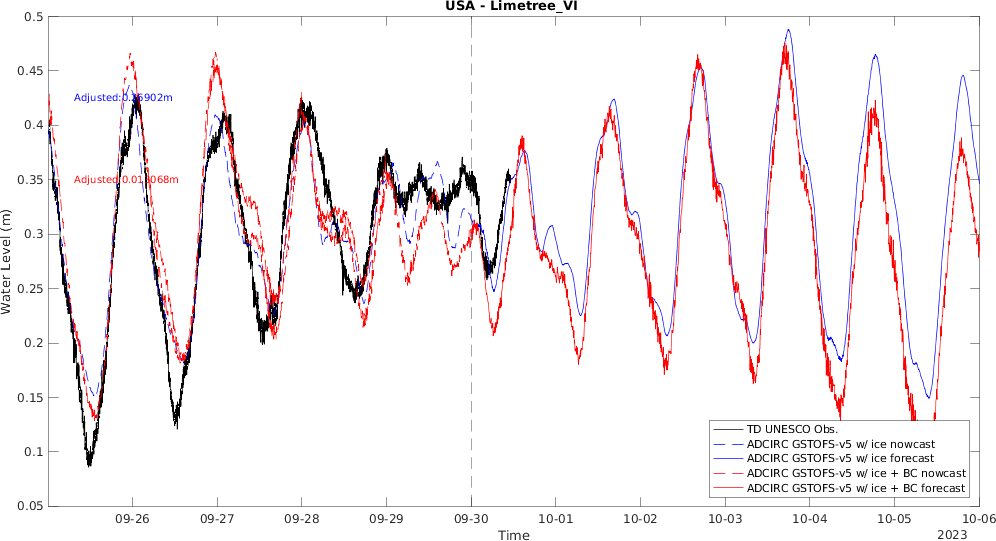 USA - Limetree_VI
Water Level (m)
0.5
0.45
0.4
0.35
0.3
0.25
0.2
0.15
0.1
0.05
Adjusted:
Adjusted:
TD UNESCO Obs.
ADCIRC GSTOFS-v5 w/ ice nowcast
ADCIRC GSTOFS-v5 w/ ice forecast
ADCIRC GSTOFS-v5 w/ ice + BC nowcast
ADCIRC GSTOFS-v5 w/ ice + BC forecast
09-26 09-27 09-28 09-29 09-30 10-01 10-02 10-03 10-04 10-05 10-06
Time
2023